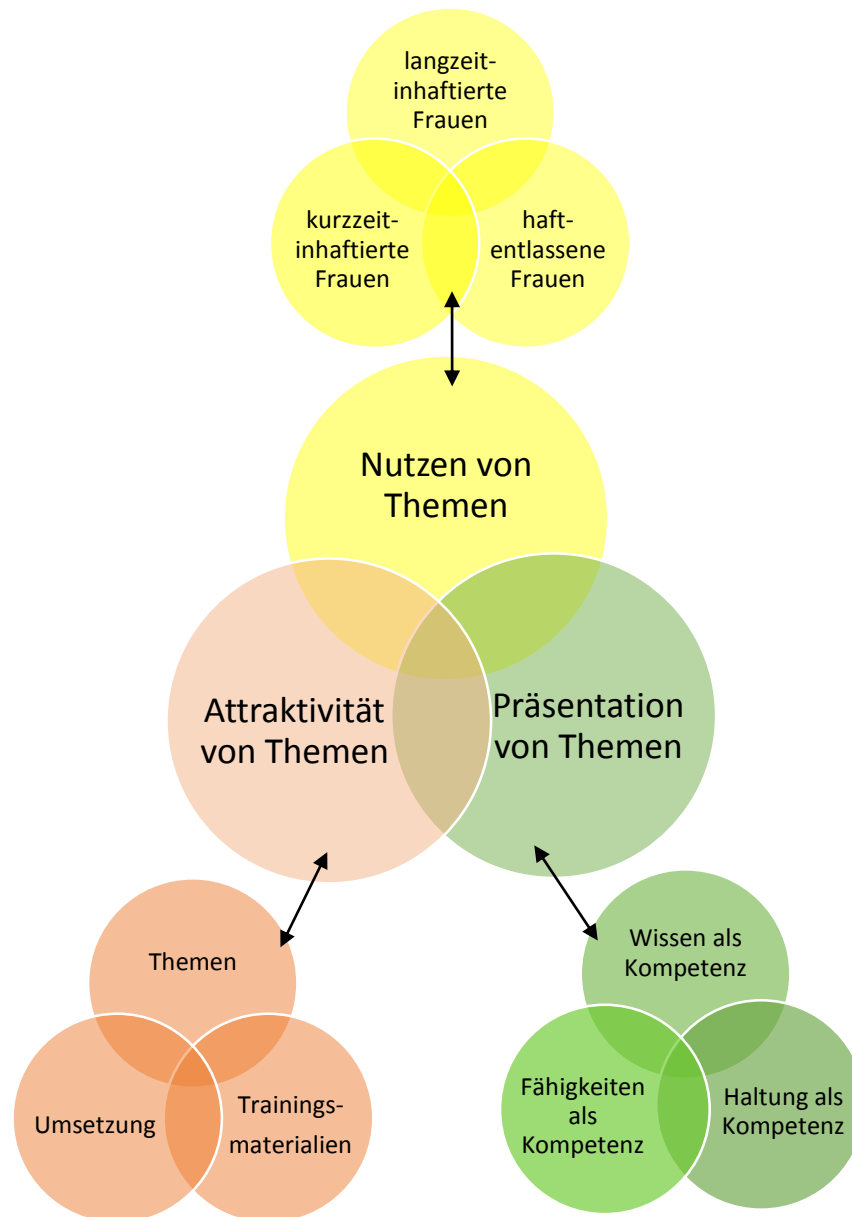 langzeit-
inhaftierte
Frauen
kurzzeit-
inhaftierte
Frauen
haft-
entlassene
Frauen
Nutzen von
Themen
Attraktivität
von Themen
Präsentation
von Themen
Themen
Umsetzung
Trainings-
materialien
Wissen als
Kompetenz
Fähigkeiten
als
Kompetenz
Haltung als
Kompetenz